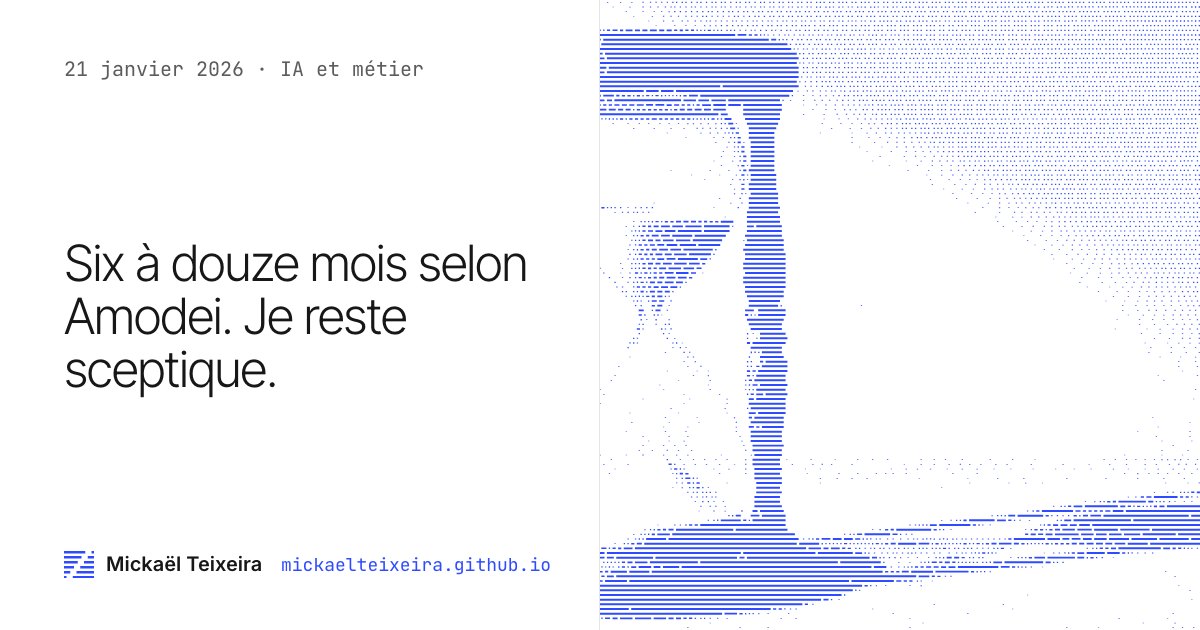 21 janvier 2026 · IA et métier
Six à douze mois selon
Amodei. Je reste
sceptique.
Mickaël Teixeira mickaelteixeira.github.io